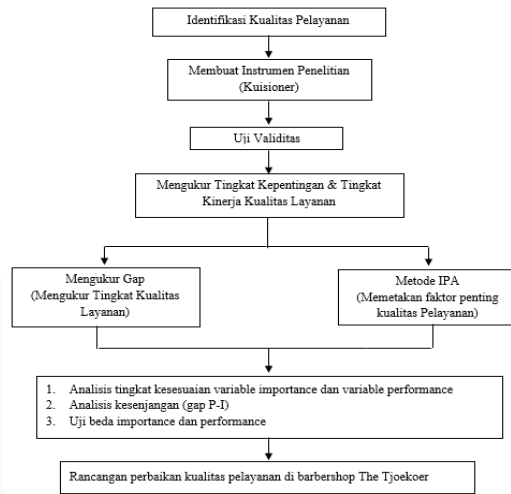 Identifikasi Kualitas Pelayanan
Membuat Instrumen Penelitian
(Kuisioner)
Uji Validitas
Mengukur Tingkat Kepentingan & Tingkat
Kinerja Kualitas Layanan
Mengukur Gap
(Mengukur Tingkat Kualitas
Layanan)
Metode IPA
(Memetakan faktor penting
kualitas Pelayanan)
1. Analisis tingkat kesesuaian variable importance dan variable performance
2. Analisis kesenjangan (gap P-I)
3. Uji beda importance dan performance
Rancangan perbaikan kualitas pelayanan di barbershop The Tjoekoer